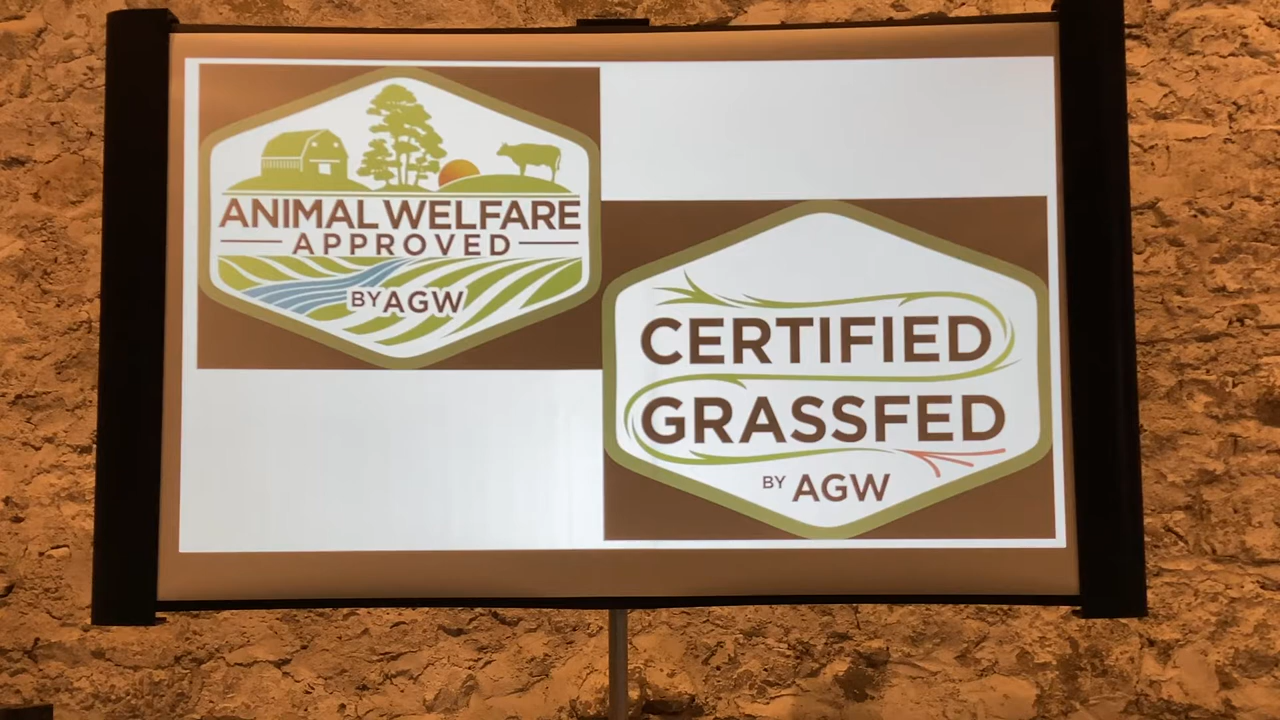 ANIMAL WELFARE
APPROVED
BY AGW
CERTIFIED
GRASSFED
BY AGW